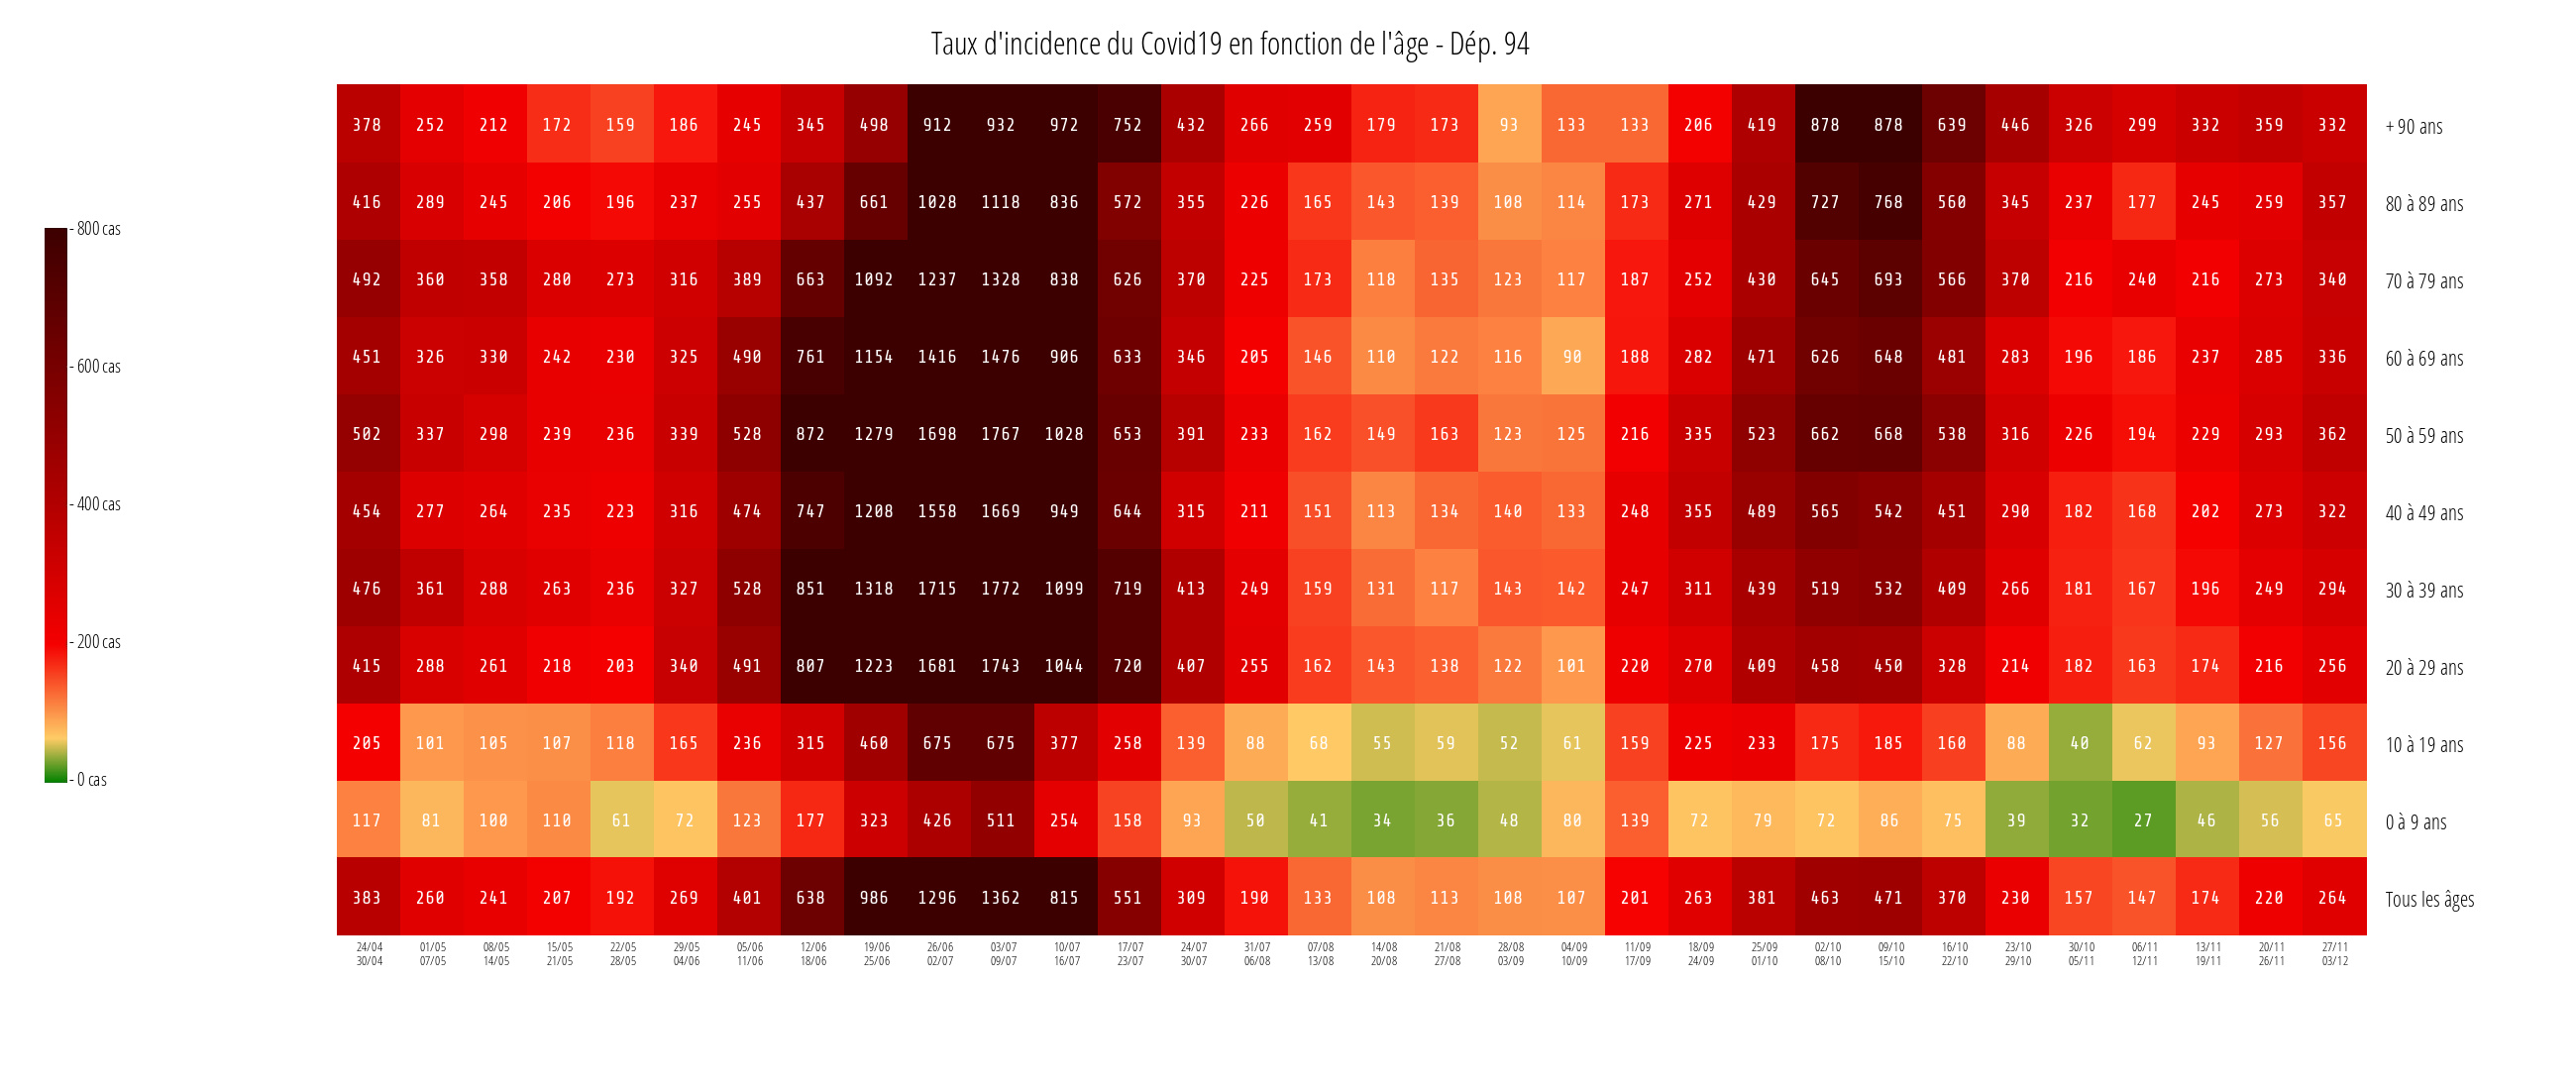 Taux d'incidence du Covid19 en fonction de l'âge - Dép. 94
- 800 cas
- 600 cas
- 400 cas
- 200 cas
- 0 cas
378 252 212 172 159 186 245 345 498 912 932 972 752 432 266 259 179 173 93 133 133 206 419 878 878 639 446 326 299 332 359 332 + 90 ans
416 289 245 206 196 237 255 437 661 1028 1118 836 572 355 226 165 143 139 108 114 173 271 429 727 768 560 345 237 177 245 259 357 80 à 89 ans
492 360 358 280 273 316 389 663 1092 1237 1328 838 626 370 225 173 118 135 123 117 187 252 430 645 693 566 370 216 240 216 273 340 70 à 79 ans
451 326 330 242 230 325 490 761 1154 1416 1476 906 633 346 205 146 110 122 116 90 188 282 471 626 648 481 283 196 186 237 285 336 60 à 69 ans
502 337 298 239 236 339 528 872 1279 1698 1767 1028 653 391 233 162 149 163 123 125 216 335 523 662 668 538 316 226 194 229 293 362 50 à 59 ans
454 277 264 235 223 316 474 747 1208 1558 1669 949 644 315 211 151 113 134 140 133 248 355 489 565 542 451 290 182 168 202 273 322 40 à 49 ans
476 361 288 263 236 327 528 851 1318 1715 1772 1099 719 413 249 159 131 117 143 142 247 311 439 519 532 409 266 181 167 196 249 294 30 à 39 ans
415 288 261 218 203 340 491 807 1223 1681 1743 1044 720 407 255 162 143 138 122 101 220 270 409 458 450 328 214 182 163 174 216 256 20 à 29 ans
205 101 105 107 118 165 236 315 460 675 675 377 258 139 88 68 55 59 52 61 159 225 233 175 185 160 88 40 62 93 127 156 10 à 19 ans
117 81 100 110 61 72 123 177 323 426 511 254 158 93 50 41 34 36 48 80 139 72 79 72 86 75 39 32 27 46 56 65 0 à 9 ans
383 260 241 207 192 269 401 638 986 1296 1362 815 551 309 190 133 108 113 108 107 201 263 381 463 471 370 230 157 147 174 220 264 Tous les âges
24/04 01/05 08/05 15/05 22/05 29/05 05/06 12/06 19/06 26/06 03/07 10/07 17/07 24/07 31/07 07/08 14/08 21/08 28/08 04/09 11/09 18/09 25/09 02/10 09/10 16/10 23/10 30/10 06/11 13/11 20/11 27/11
30/04 07/05 14/05 21/05 28/05 04/06 11/06 18/06 25/06 02/07 09/07 16/07 23/07 30/07 06/08 13/08 20/08 27/08 03/09 10/09 17/09 24/09 01/10 08/10 15/10 22/10 29/10 05/11 12/11 19/11 26/11 03/12